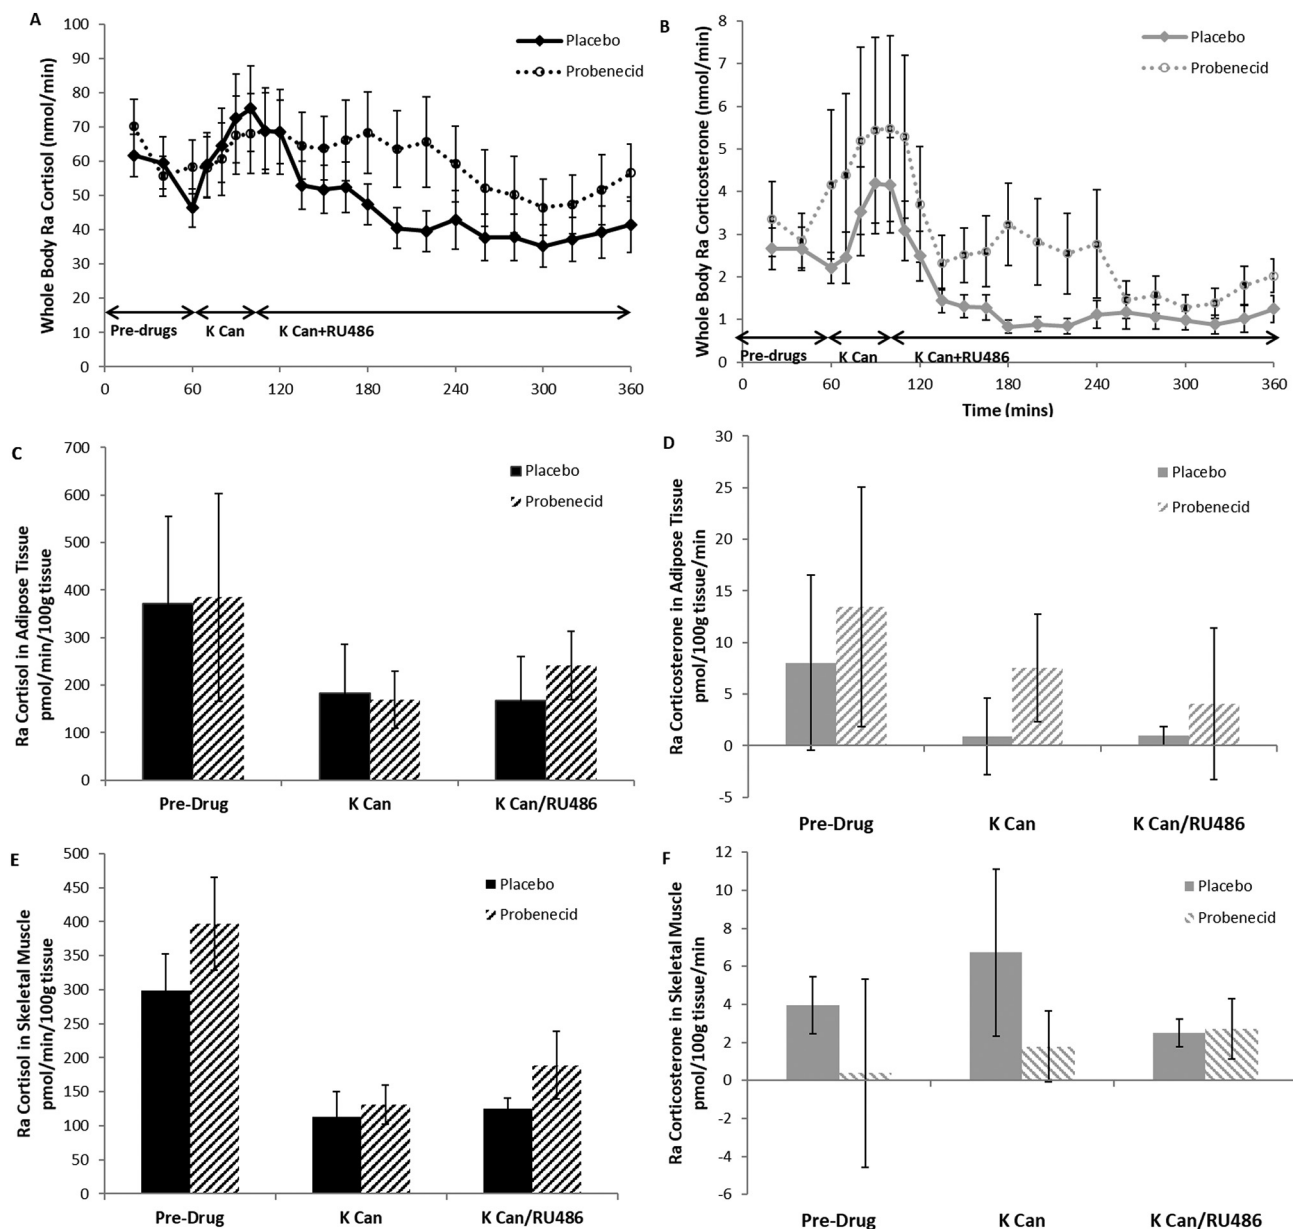 A
Whole Body Ra Cortisol (nmol/min)
100
90
80
70
60
50
40
30
20
10
0
Placebo
Probenecid
Pre-drugs
K Can
K Can+RU486
0
60
120
180
240
300
360
B
Whole Body Ra Corticosterone (nmol/min)
8
7
6
5
4
3
2
1
0
Placebo
Probenecid
Pre-drugs
K Can
K Can+RU486
0
60
120
180
240
300
360
Time (mins)
C
Ra Cortisol in Adipose Tissue
pmol/min/100g tissue
700
600
500
400
300
200
100
0
Placebo
Probenecid
Pre-Drug
K Can
K Can/RU486
D
Ra Corticosterone in Adipose Tissue
pmol/100g tissue/min
30
25
20
15
10
5
0
-5
Placebo
Probenecid
Pre-Drug
K Can
K Can/RU486
E
Ra Cortisol in Skeletal Muscle
pmol/min/100g tissue
500
450
400
350
300
250
200
150
100
50
0
Placebo
Probenecid
Pre-Drug
K Can
K Can/RU486
F
Ra Corticosterone in Skeletal Muscle
pmol/100g tissue/min
12
10
8
6
4
2
0
-2
-4
-6
Placebo
Probenecid
Pre-Drug
K Can
K Can/RU486